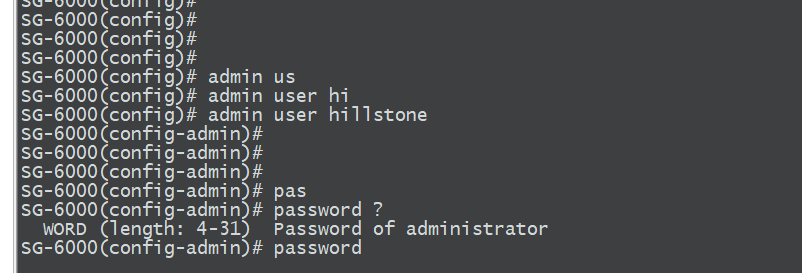 SG-6000(config)#
SG-6000(config)#
SG-6000(config)#
SG-6000(config)#
SG-6000(config)# admin us
SG-6000(config)# admin user hi
SG-6000(config)# admin user hillstone
SG-6000(config-admin)#
SG-6000(config-admin)#
SG-6000(config-admin)#
SG-6000(config-admin)# pas
SG-6000(config-admin)# password ?
  WORD (length: 4-31)  Password of administrator
SG-6000(config-admin)# password